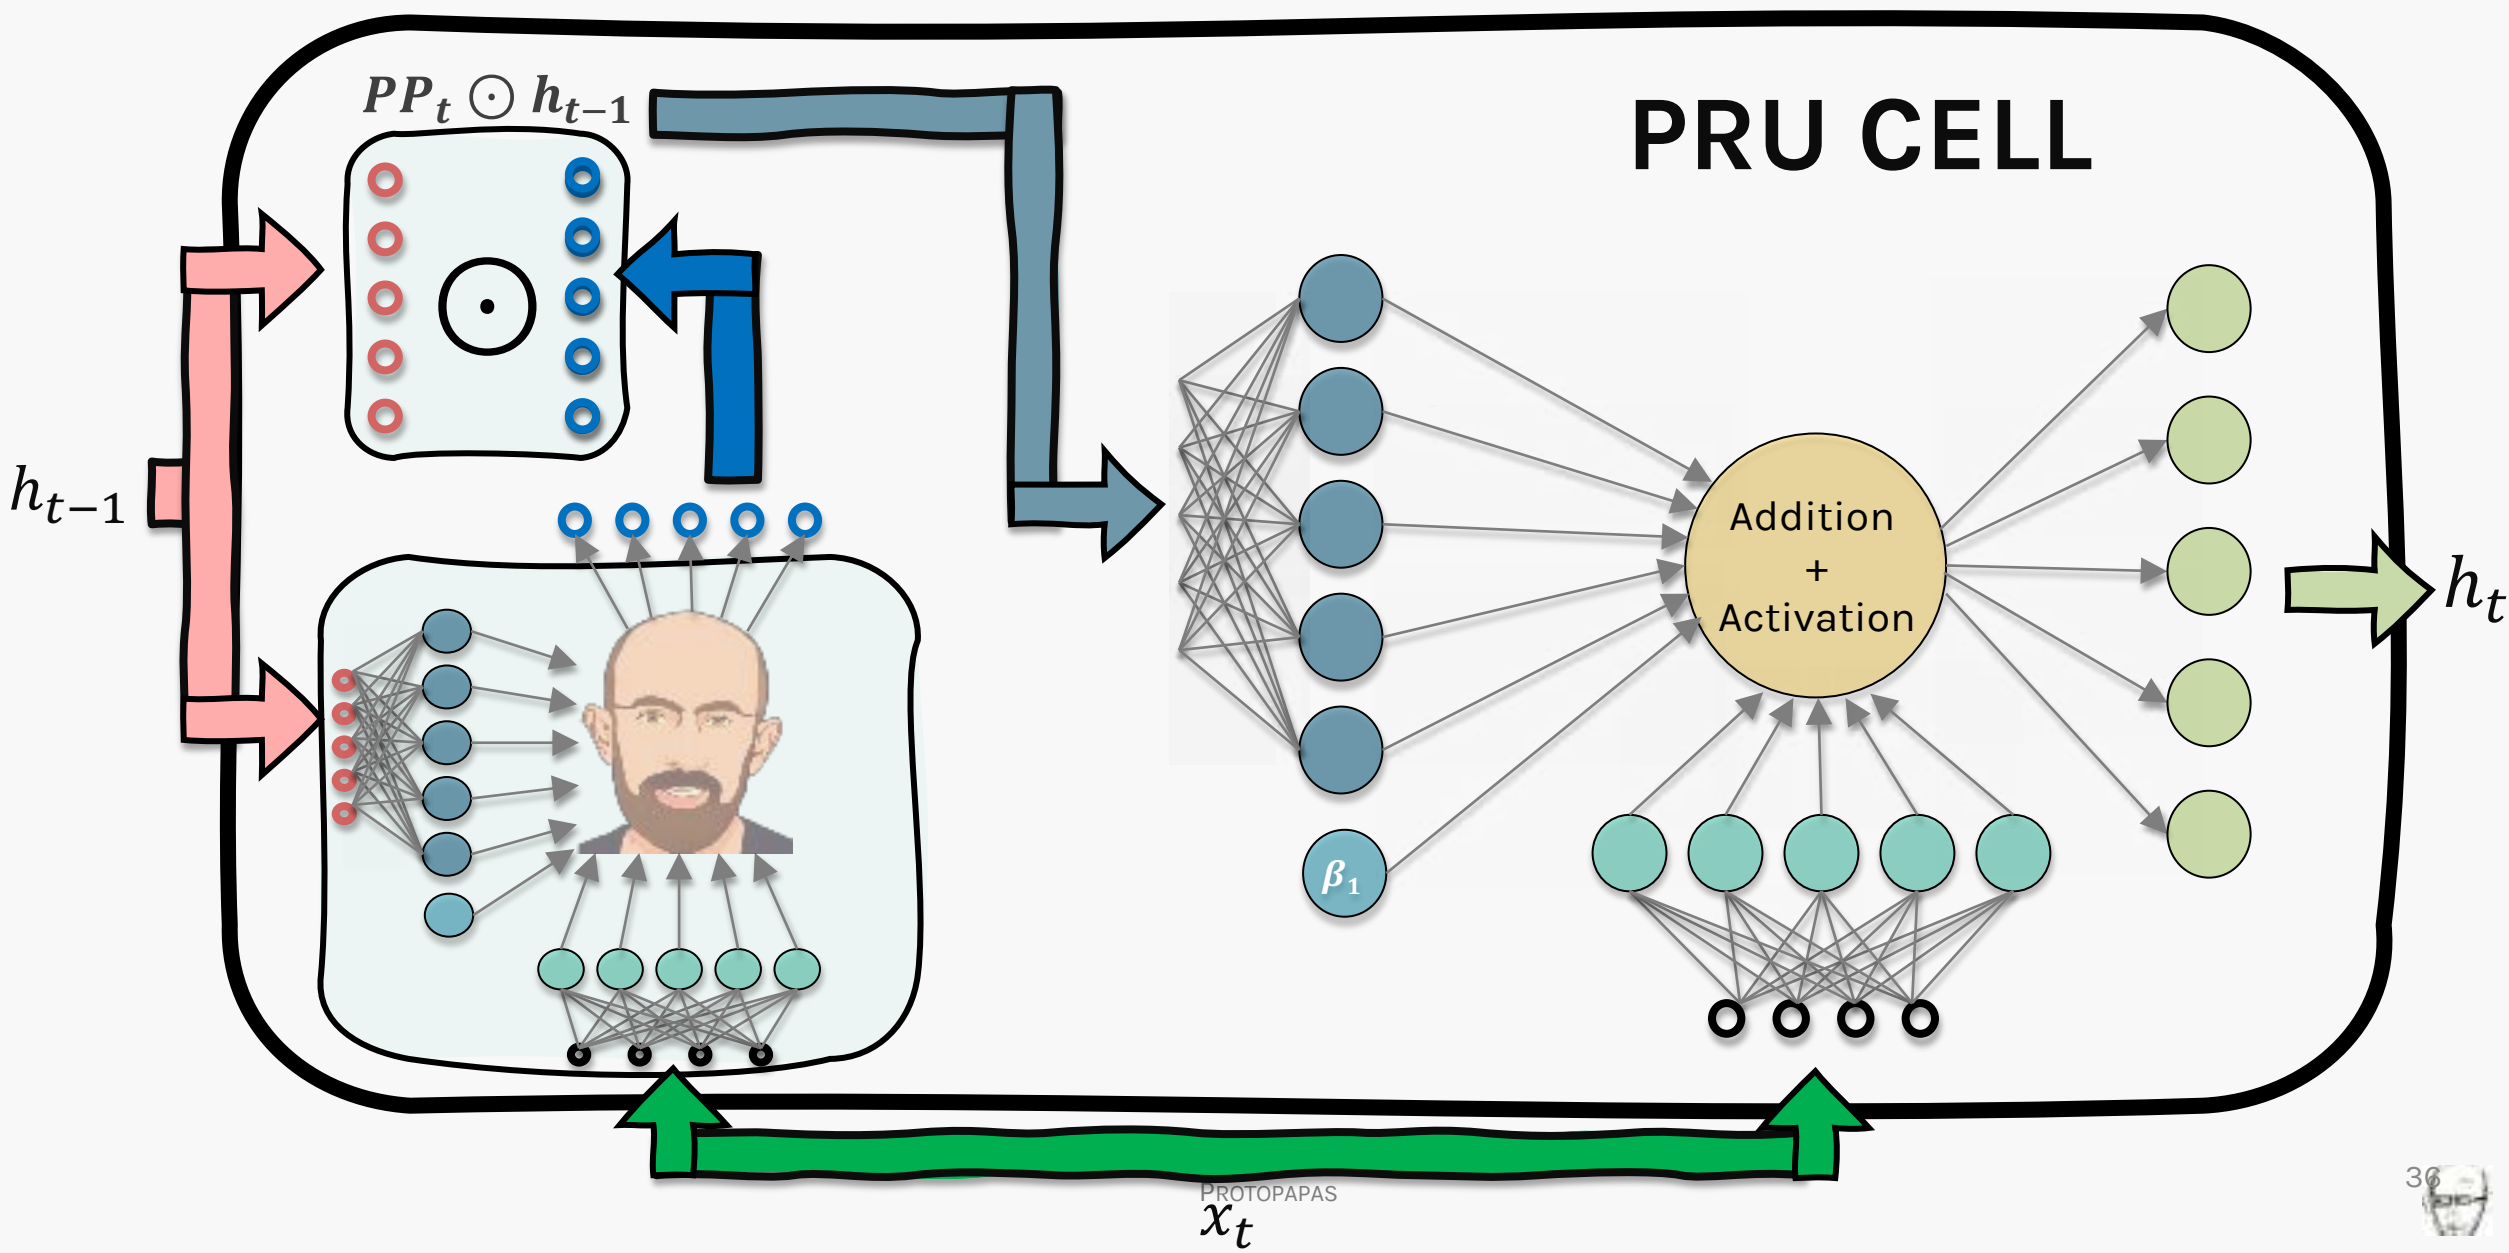 PP_t ⊙ h_{t−1}
PRU CELL
h_{t−1}
Addition
+
Activation
h_t
β_1
PROTOPAPAS
36
x_t